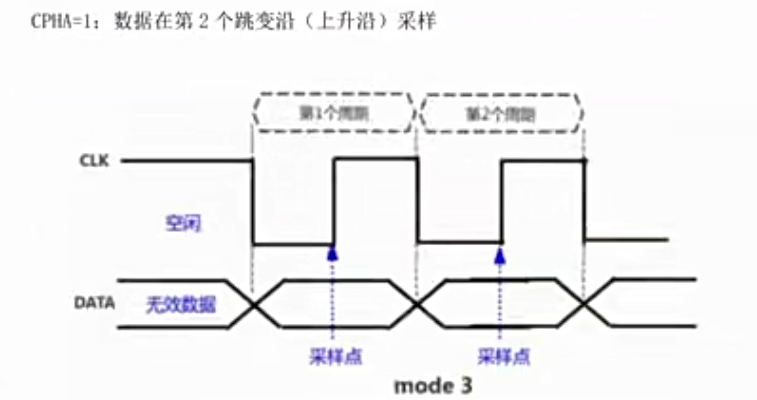 CPHA=1：数据在第 2 个跳变沿（上升沿）采样
第1个周期 第2个周期
CLK
空闲
DATA 无效数据
采样点 采样点
mode 3